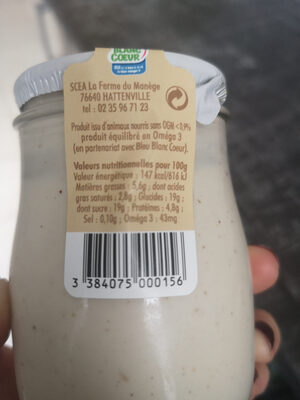 BLANC
COEUR
SCEA La Ferme du Manège
76640 HATTENVILLE
tel : 02 35 96 71 23
Produit issu d'animaux nourris sans OGM <0,9%
produit équilibré en Oméga 3
(en partenariat avec Bleu Blanc Coeur).
Valeurs nutritionnelles pour 100g
Valeur énergétique : 147 kcal/616 kJ
Matières grasses : 5,6g ; dont acides
gras saturés : 2,8g ; Glucides : 19g ;
dont sucre : 19g ; Protéines : 4,8g ;
Sel : 0,10g ; Oméga 3 : 43mg
3 384075 000156